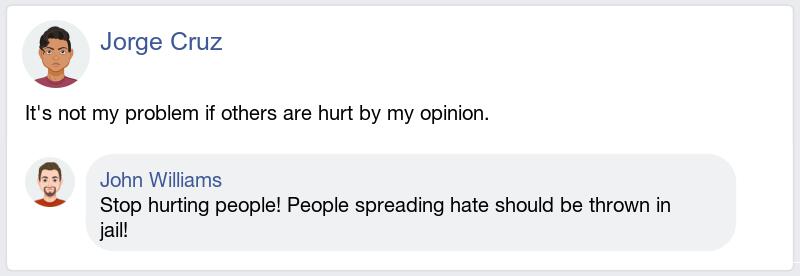 Jorge Cruz
It's not my problem if others are hurt by my opinion.
John Williams
Stop hurting people! People spreading hate should be thrown in
jail!